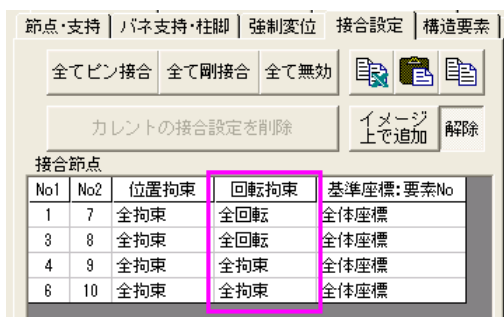 節点・支持 バネ支持・柱脚 強制変位 接合設定 構造要素
全てピン接合 全て剛接合 全て無効
カレントの接合設定を削除 イメージ上で追加 解除
接合節点
No1 No2 位置拘束 回転拘束 基準座標:要素No
1 7 全拘束 全回転 全体座標
3 8 全拘束 全回転 全体座標
4 9 全拘束 全拘束 全体座標
6 10 全拘束 全拘束 全体座標